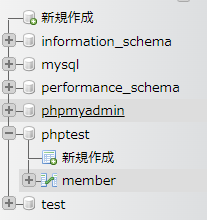 新規作成
information_schema
mysql
performance_schema
phpmyadmin
phptest
新規作成
member
test